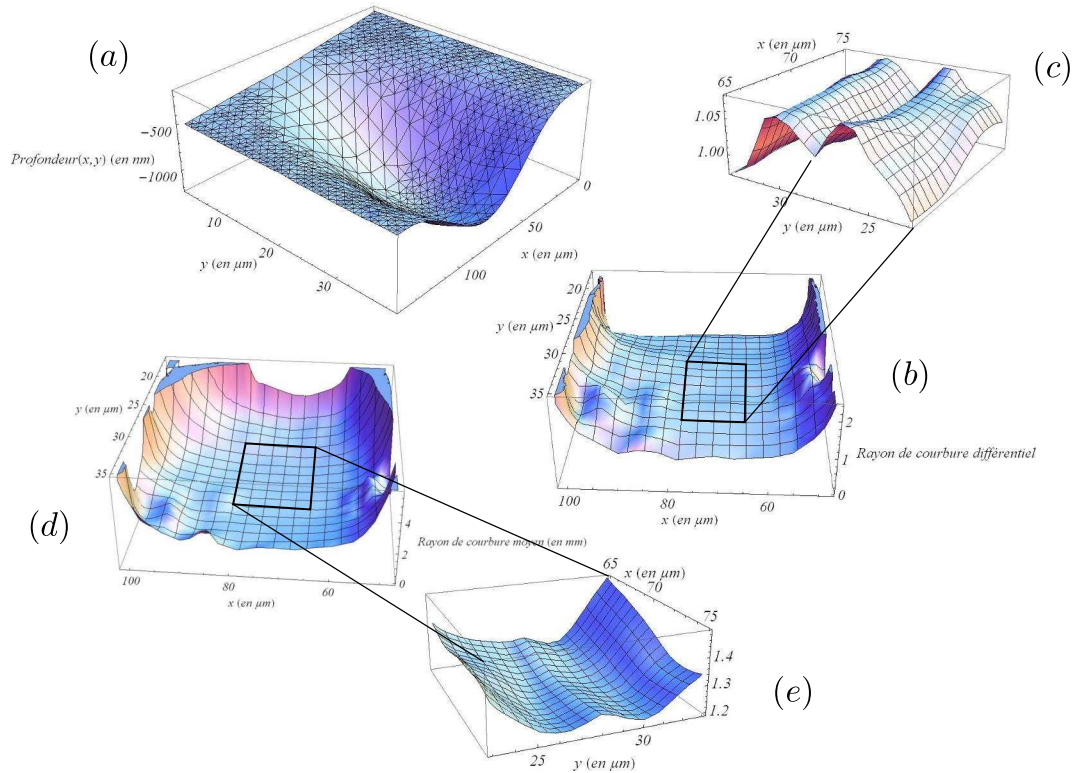 (a)
−500
Profondeur(x,y) (en nm)
−1000
10
20
30
y (en μm)
0
50
100
x (en μm)
(c)
x (en μm)
65
70
75
1.05
1.00
30
25
y (en μm)
(b)
20
25
30
35
y (en μm)
2
1
0
Rayon de courbure différentiel
100
80
60
x (en μm)
(d)
20
25
30
35
y (en μm)
4
2
0
Rayon de courbure moyen (en mm)
100
80
60
x (en μm)
(e)
65
x (en μm)
70
75
1.4
1.3
1.2
25
30
y (en μm)